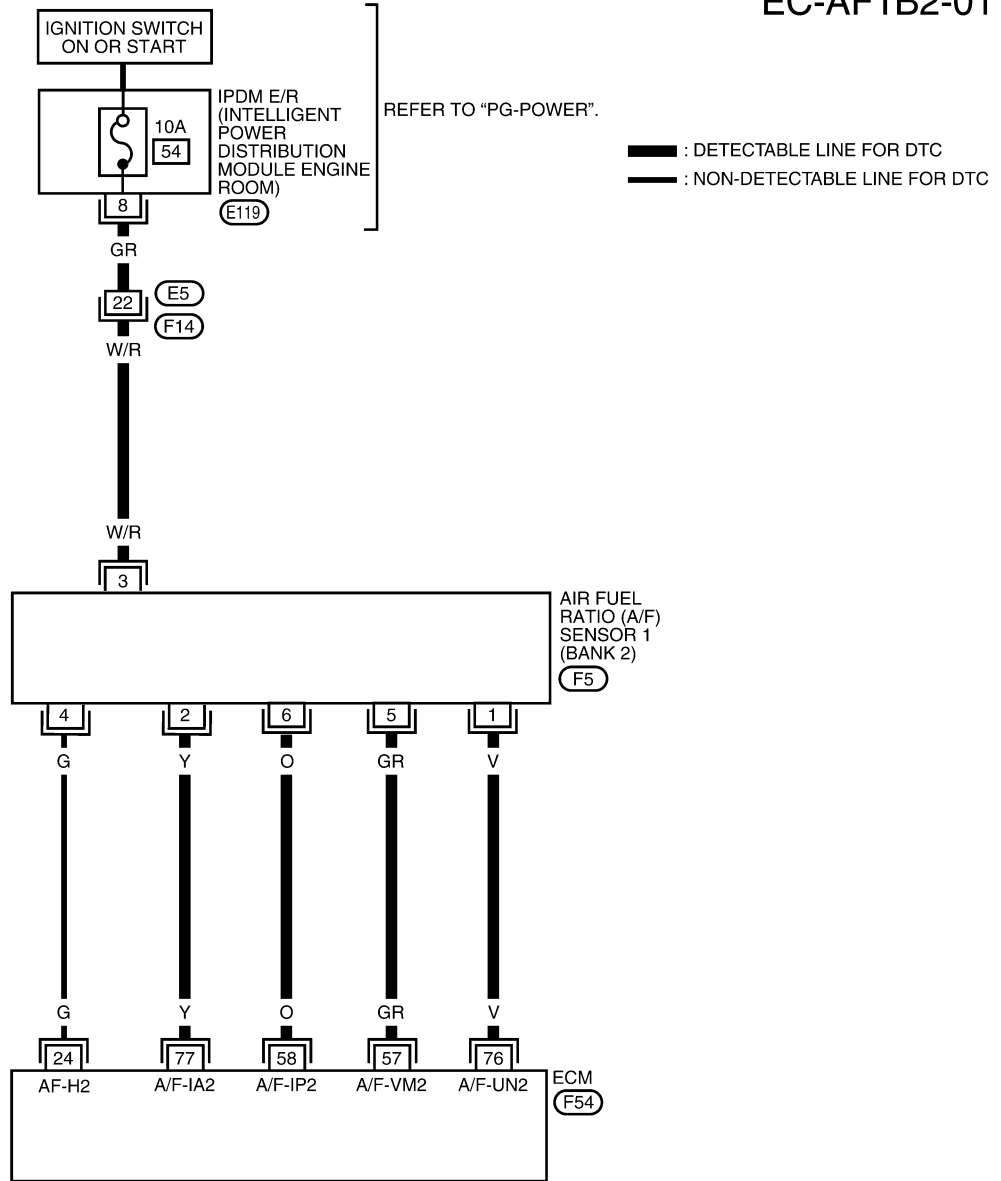 EC-AF1B2-01
IGNITION SWITCH
ON OR START
IPDM E/R
(INTELLIGENT
POWER
DISTRIBUTION
MODULE ENGINE
ROOM)
E119
REFER TO “PG-POWER”.
10A
54
: DETECTABLE LINE FOR DTC
: NON-DETECTABLE LINE FOR DTC
8
GR
22
E5
F14
W/R
W/R
3
AIR FUEL
RATIO (A/F)
SENSOR 1
(BANK 2)
F5
4 2 6 5 1
G Y O GR V
G Y O GR V
24 77 58 57 76
AF-H2 A/F-IA2 A/F-IP2 A/F-VM2 A/F-UN2
ECM
F54